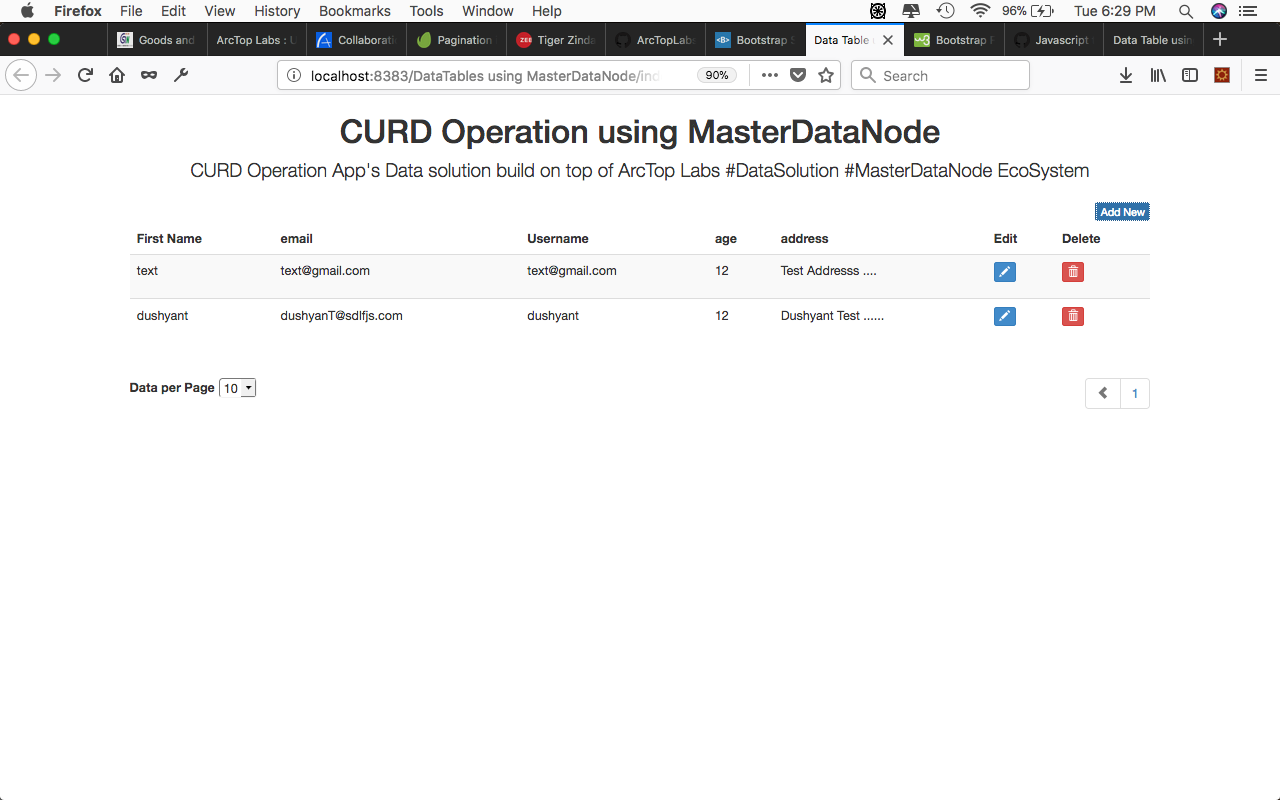 Firefox File Edit View History Bookmarks Tools Window Help 96% Tue 6:29 PM
Goods and ArcTop Labs : Collaborati Pagination ZEE Tiger Zinda ArcTopLabs <B> Bootstrap S Data Table Bootstrap F Javascript Data Table usin
localhost:8383/DataTables using MasterDataNode/ind 90% Search
CURD Operation using MasterDataNode
CURD Operation App's Data solution build on top of ArcTop Labs #DataSolution #MasterDataNode EcoSystem
Add New
First Name email Username age address Edit Delete
text text@gmail.com text@gmail.com 12 Test Addresss ....
dushyant dushyanT@sdlfjs.com dushyant 12 Dushyant Test ......
Data per Page 10 1